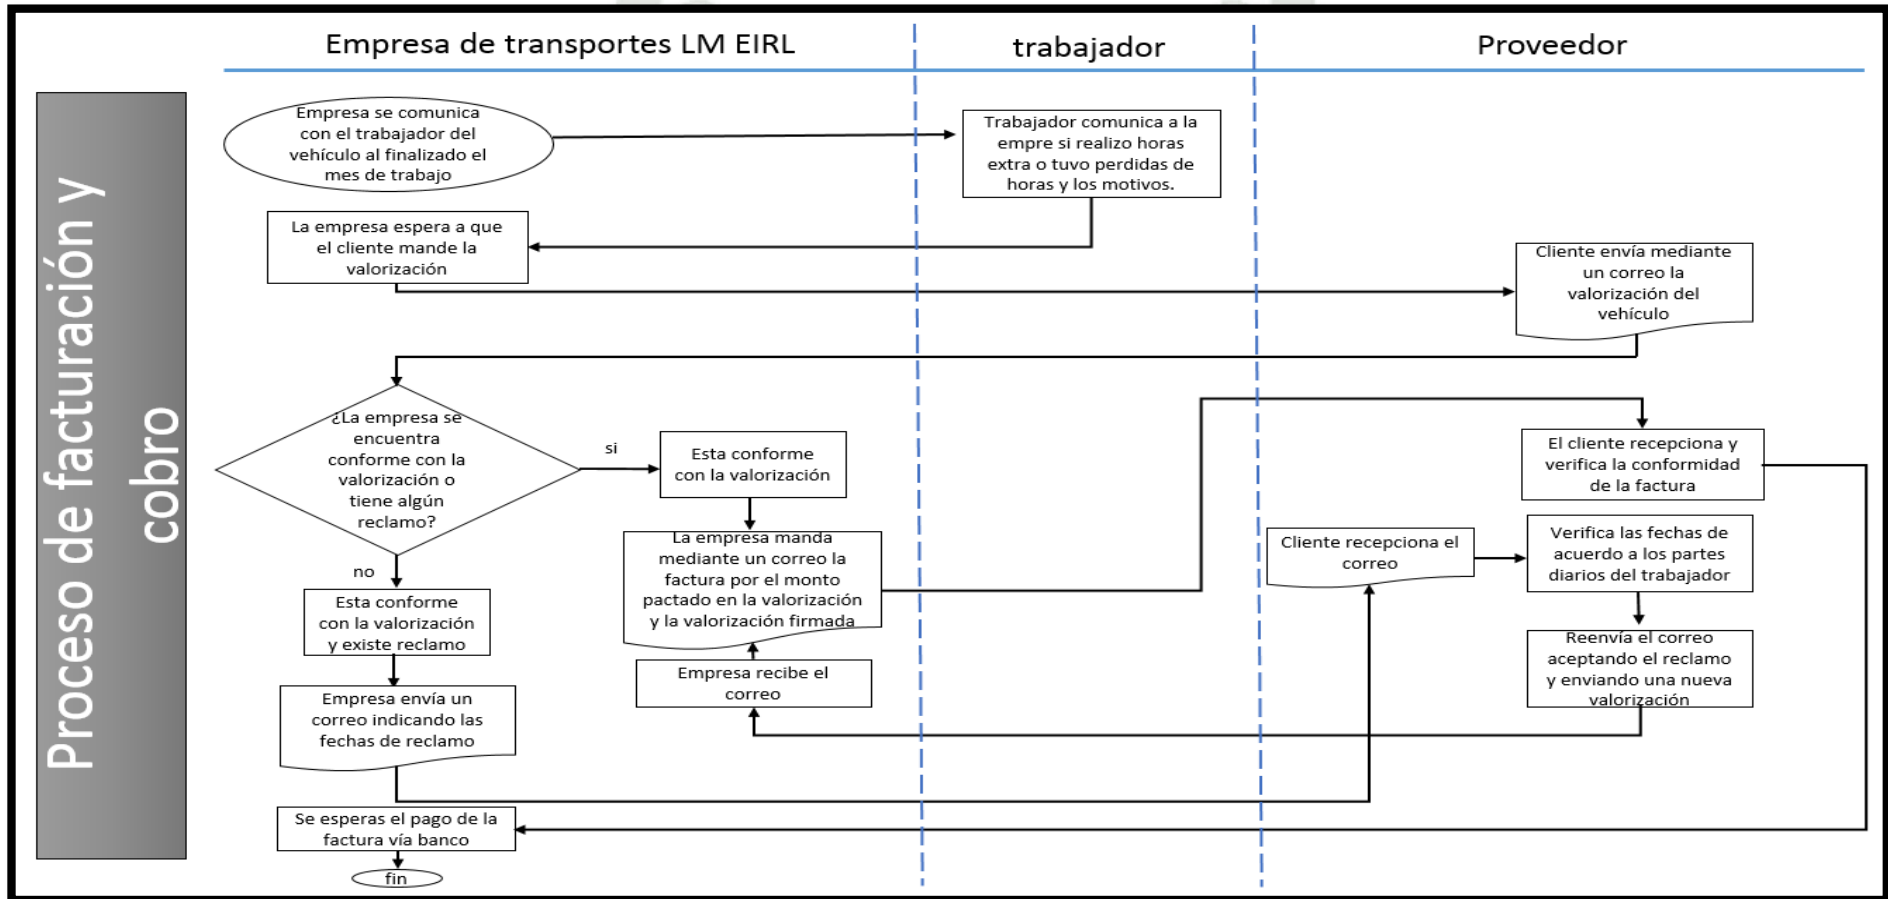 Proceso de facturación y
cobro
Empresa de transportes LM EIRL
trabajador
Proveedor
Empresa se comunica
con el trabajador del
vehículo al finalizado el
mes de trabajo
Trabajador comunica a la
empre si realizo horas
extra o tuvo perdidas de
horas y los motivos.
La empresa espera a que
el cliente mande la
valorización
Cliente envía mediante
un correo la
valorización del
vehículo
¿La empresa se
encuentra
conforme con la
valorización o
tiene algún
reclamo?
si
Esta conforme
con la valorización
El cliente recepciona y
verifica la conformidad
de la factura
La empresa manda
mediante un correo la
factura por el monto
pactado en la valorización
y la valorización firmada
Cliente recepciona el
correo
Verifica las fechas de
acuerdo a los partes
diarios del trabajador
no
Esta conforme
con la valorización
y existe reclamo
Empresa recibe el
correo
Reenvía el correo
aceptando el reclamo
y enviando una nueva
valorización
Empresa envía un
correo indicando las
fechas de reclamo
Se esperas el pago de la
factura vía banco
fin